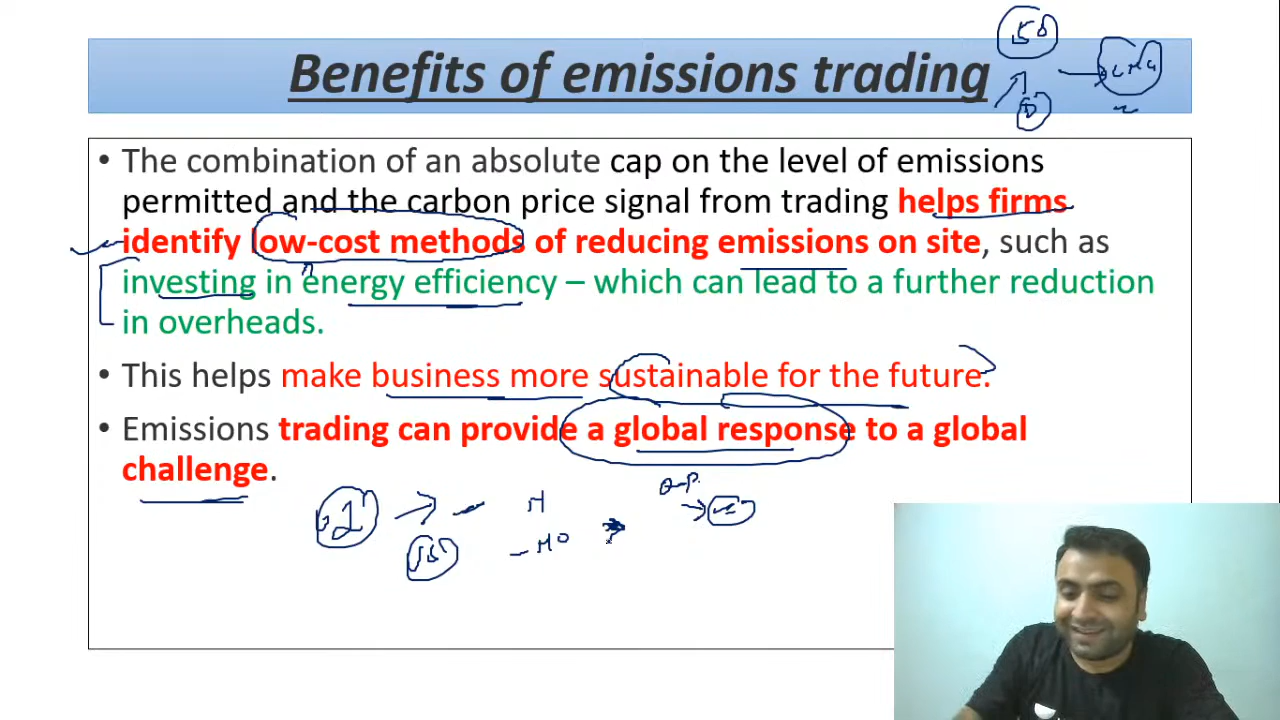 Benefits of emissions trading
• The combination of an absolute cap on the level of emissions
permitted and the carbon price signal from trading helps firms
identify low-cost methods of reducing emissions on site, such as
investing in energy efficiency – which can lead to a further reduction
in overheads.
• This helps make business more sustainable for the future.
• Emissions trading can provide a global response to a global
challenge.